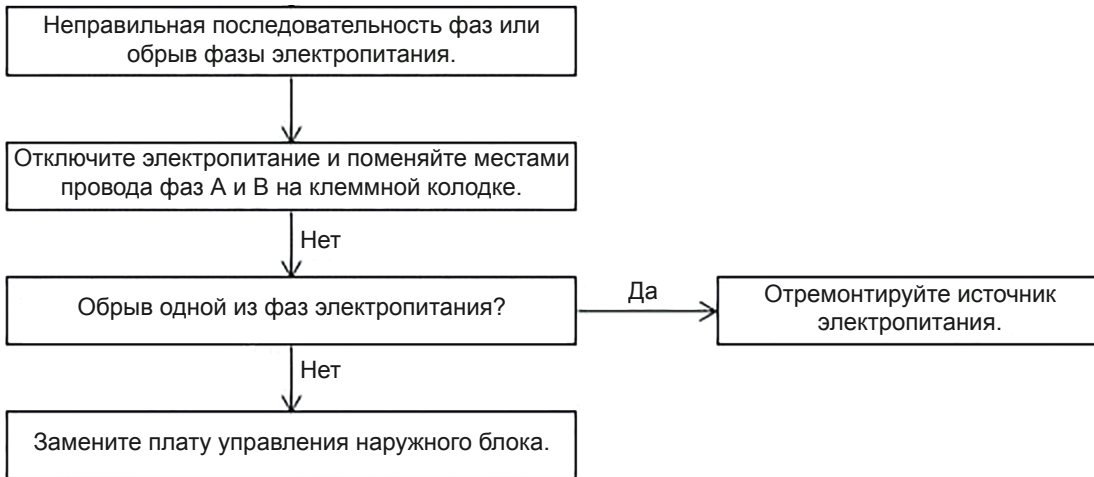 Неправильная последовательность фаз или
обрыв фазы электропитания.
Отключите электропитание и поменяйте местами
провода фаз А и В на клеммной колодке.
Нет
Обрыв одной из фаз электропитания?
Да
Отремонтируйте источник
электропитания.
Нет
Замените плату управления наружного блока.